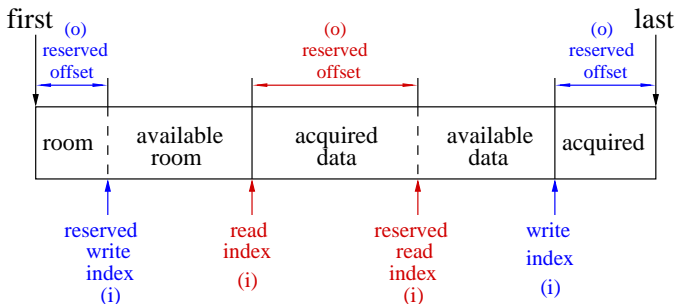 first
last
(o)
reserved
offset
(o)
reserved
offset
(o)
reserved
offset
room
available
room
acquired
data
available
data
acquired
reserved
write
index
(i)
read
index
(i)
reserved
read
index
(i)
write
index
(i)